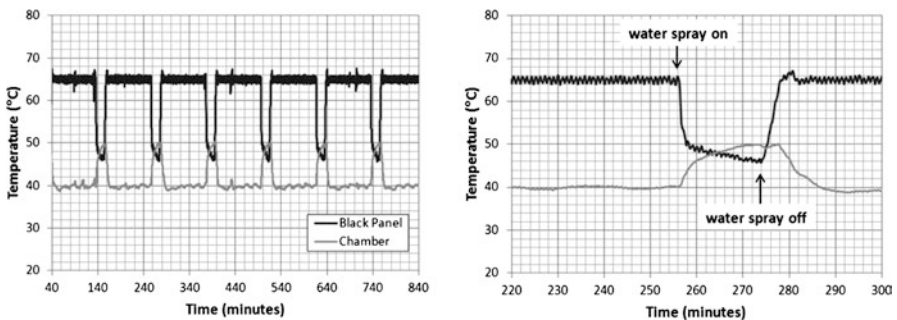 80
70
60
50
40
30
20
Temperature (°C)
Black Panel
Chamber
40 140 240 340 440 540 640 740 840
Time (minutes)
80
70
60
50
40
30
20
Temperature (°C)
water spray on
water spray off
220 230 240 250 260 270 280 290 300
Time (minutes)